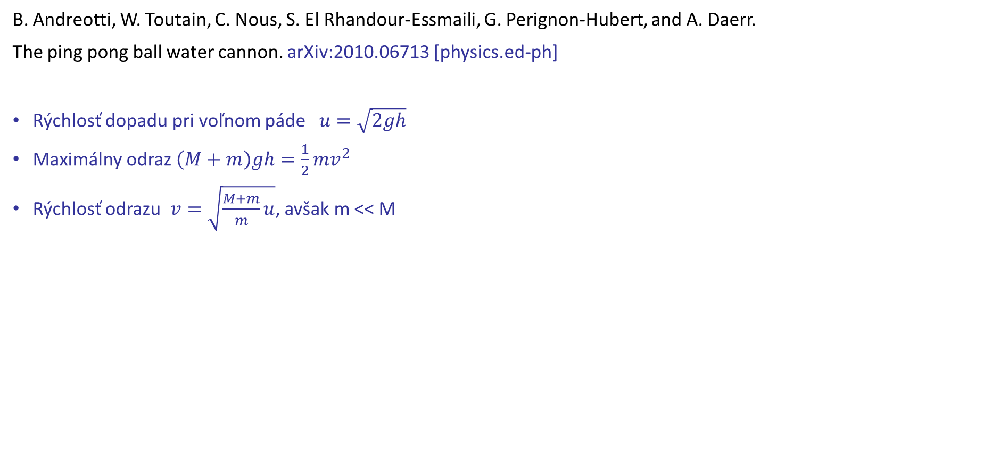 B. Andreotti, W. Toutain, C. Nous, S. El Rhandour-Essmaili, G. Perignon-Hubert, and A. Daerr.
The ping pong ball water cannon. arXiv:2010.06713 [physics.ed-ph]
• Rýchlosť dopadu pri voľnom páde $u = \sqrt{2gh}$
• Maximálny odraz $(M + m)gh = \frac{1}{2}mv^2$
• Rýchlosť odrazu $v = \sqrt{\frac{M+m}{m}u}$, avšak m << M